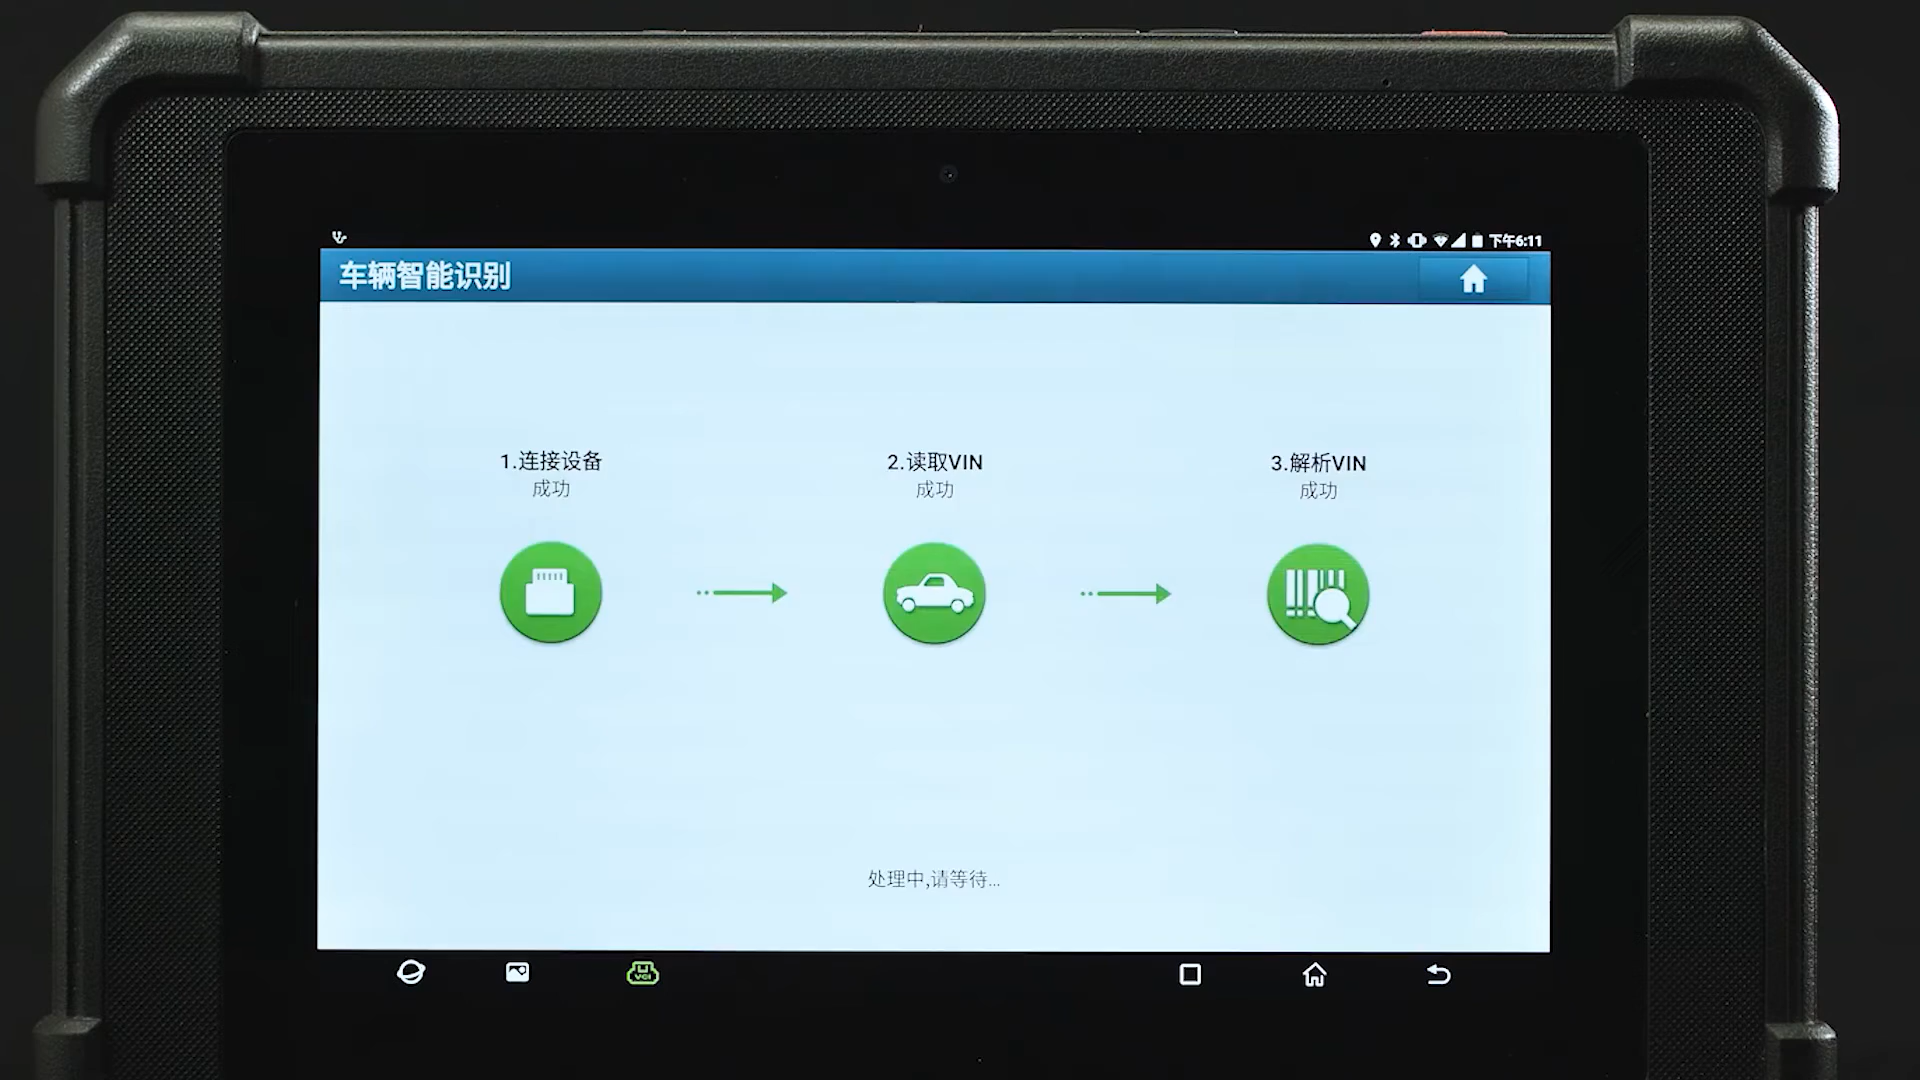 下午6:11
车辆智能识别
1.连接设备
成功
2.读取VIN
成功
3.解析VIN
成功
处理中,请等待...
VCI